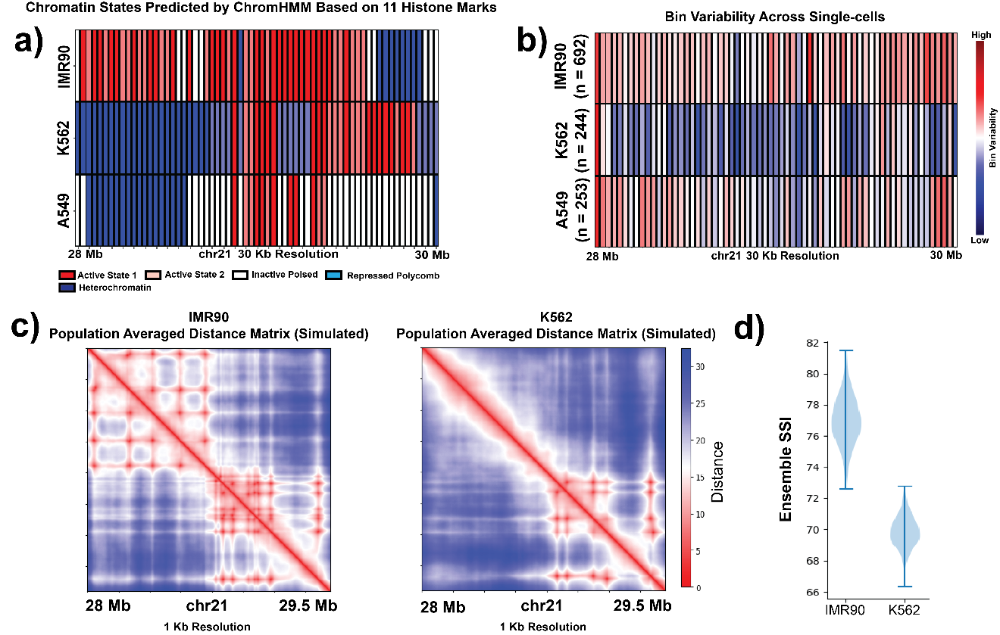 Chromatin States Predicted by ChromHMM Based on 11 Histone Marks
a)
IMR90
K562
A549
28 Mb
chr21 30 Kb Resolution
30 Mb
Active State 1
Active State 2
Inactive Poised
Repressed Polycomb
Heterochromatin
b)
Bin Variability Across Single-cells
IMR90
(n = 692)
K562
(n = 244)
A549
(n = 253)
28 Mb
chr21 30 Kb Resolution
30 Mb
High
Bin Variability
Low
c)
IMR90
Population Averaged Distance Matrix (Simulated)
28 Mb
chr21
29.5 Mb
1 Kb Resolution
K562
Population Averaged Distance Matrix (Simulated)
28 Mb
chr21
29.5 Mb
1 Kb Resolution
30
25
20
15
10
5
0
Distance
d)
Ensemble SSI
82
80
78
76
74
72
70
68
66
IMR90
K562